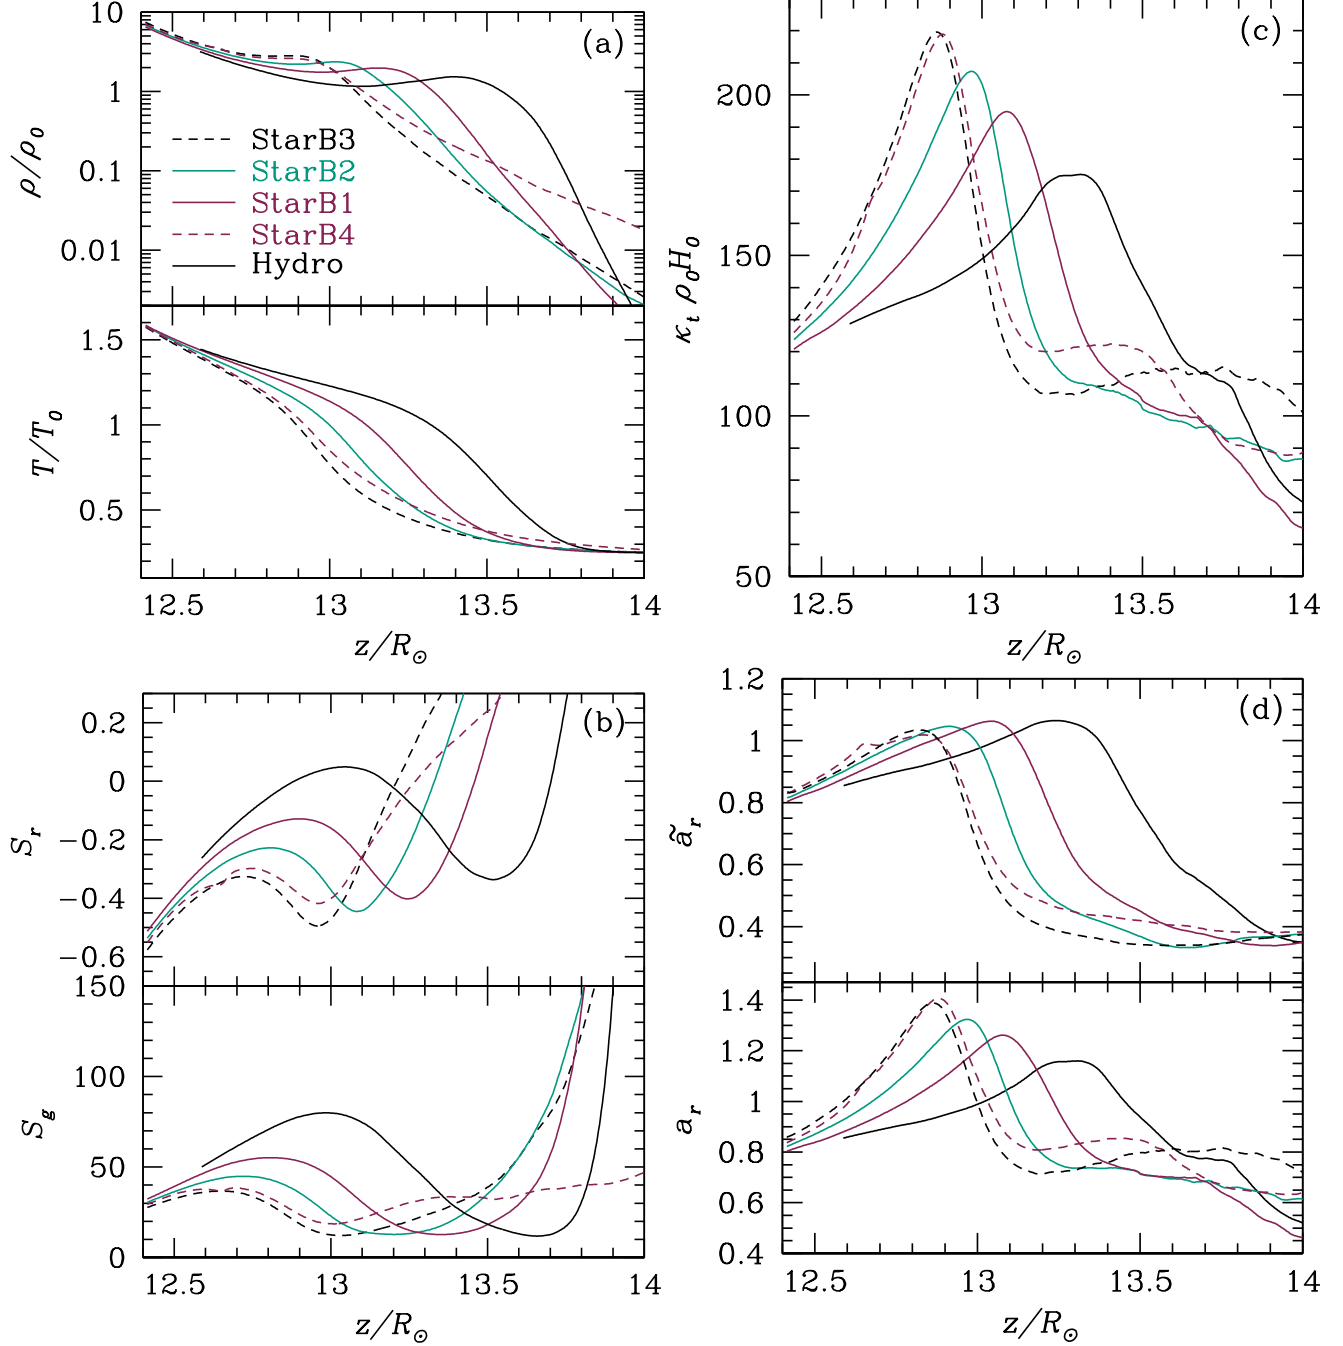 (a)
10
1
0.1
0.01
ρ/ρ₀
StarB3
StarB2
StarB1
StarB4
Hydro
1.5
1
0.5
T/T₀
12.5 13 13.5 14
z/R☉
(c)
200
150
100
50
κₜ ρ₀H₀
12.5 13 13.5 14
z/R☉
(b)
0.2
0
−0.2
−0.4
−0.6
Sᵣ
150
100
50
0
S_g
12.5 13 13.5 14
z/R☉
(d)
1.2
1
0.8
0.6
0.4
ãᵣ
1.4
1.2
1
0.8
0.6
0.4
aᵣ
12.5 13 13.5 14
z/R☉